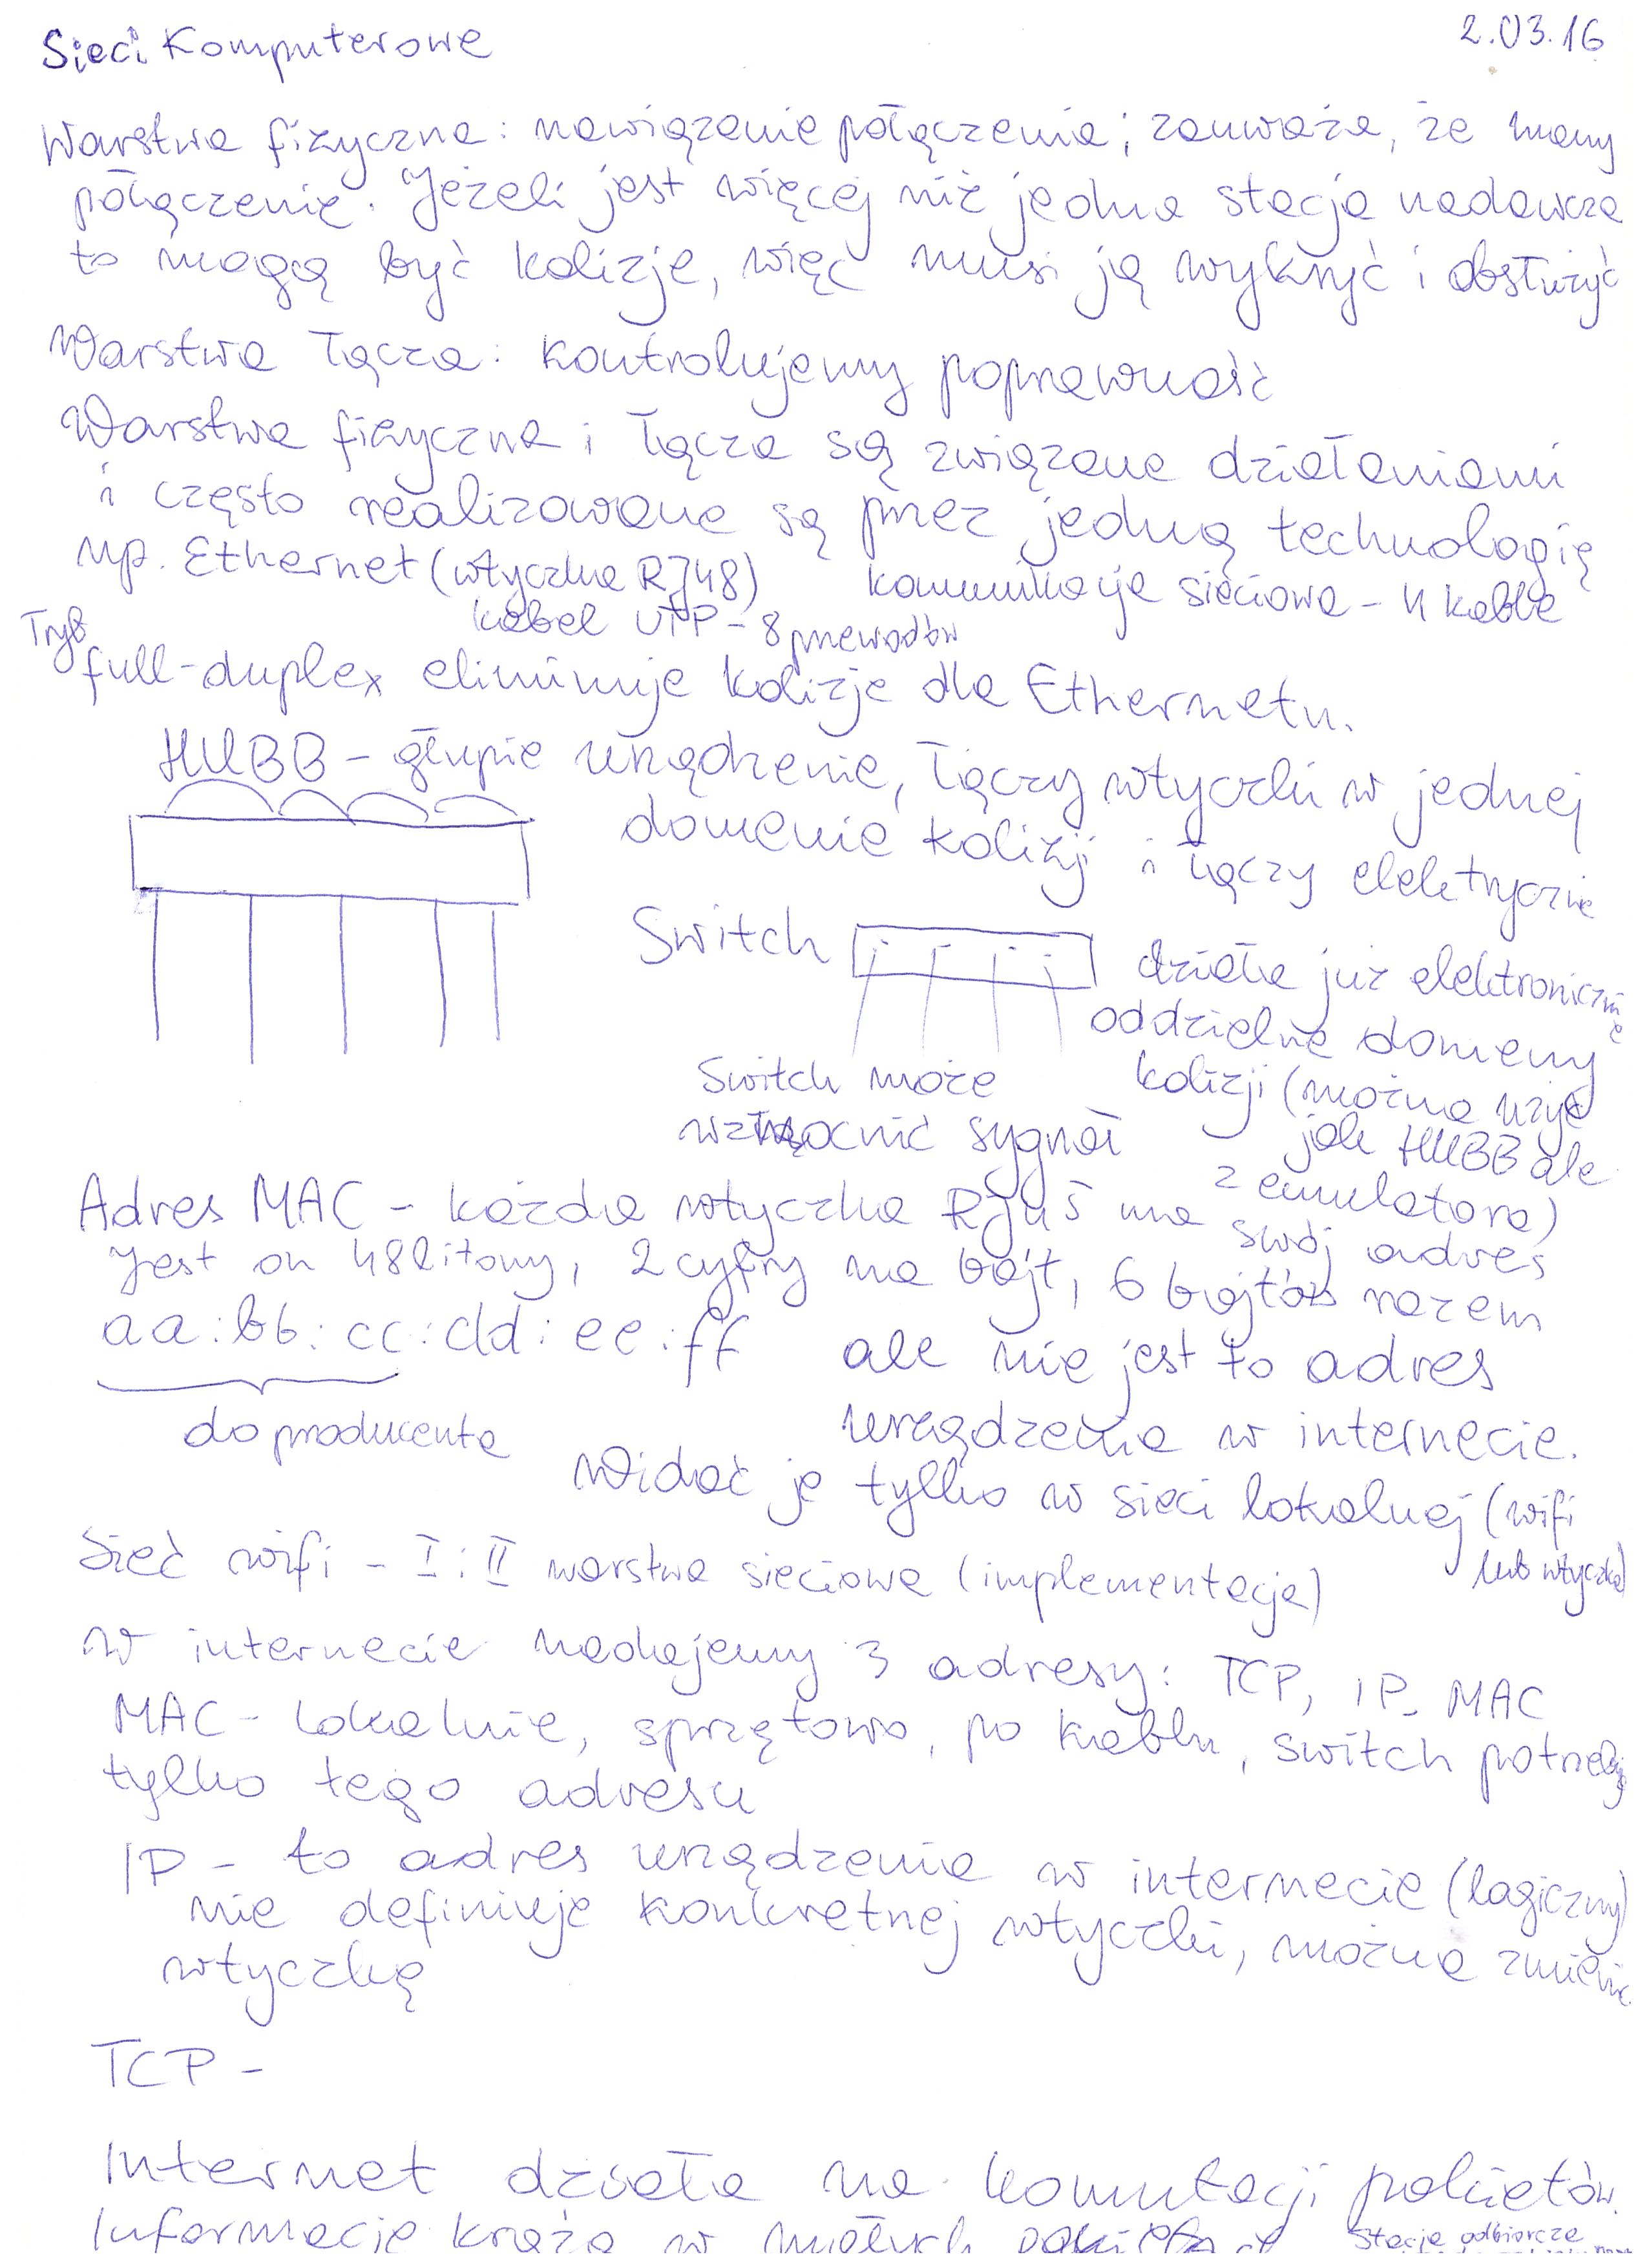 Sieci Komputerowe 2.03.16
Warstwa fizyczna: nawiązanie połączenia; zauważa, że mamy
połączenie. Jeżeli jest więcej niż jedna stacja nadawcza
to mogą być kolizje, więc musi ją wykryć i obsłużyć
Warstwa łącza: kontrolujemy poprawność
Warstwa fizyczna i łącza są związane działaniami
i często realizowane są przez jedną technologię
np. Ethernet (wtyczka RJ48) komunikacja sieciowa - 4 kable
kabel UTP - 8 przewodów
Tryb
full-duplex eliminuje kolizje dla Ethernetu.
HUBB - głupie urządzenie, łączy wtyczki w jednej
domenie kolizji i łączy elektrycznie
Switch działa już elektronicznie
oddzielne domeny
kolizji (można użyć
jak HUBB ale
z emulatora)
Switch może
wzmocnić sygnał
Adres MAC - każda wtyczka RJ45 ma swój adres
Jest on 48bitowy, 2 cyfry na bajt, 6 bajtów razem
aa:bb:cc:dd:ee:ff ale nie jest to adres
do producenta urządzenia w internecie.
Widać je tylko w sieci lokalnej (wifi
lub wtyczka)
Sieć wifi - I i II warstwa sieciowa (implementacja)
w internecie nadajemy 3 adresy: TCP, IP, MAC
MAC - lokalnie, sprzętowo, po kablu, switch potrzebuje
tylko tego adresu
IP - to adres urządzenia w internecie (logiczny)
nie definiuje konkretnej wtyczki, można zmienić
wtyczkę
TCP -
Internet działa na komutacji pakietów.
Informacje krążą w małych pakietach
Stacje odbiorcze